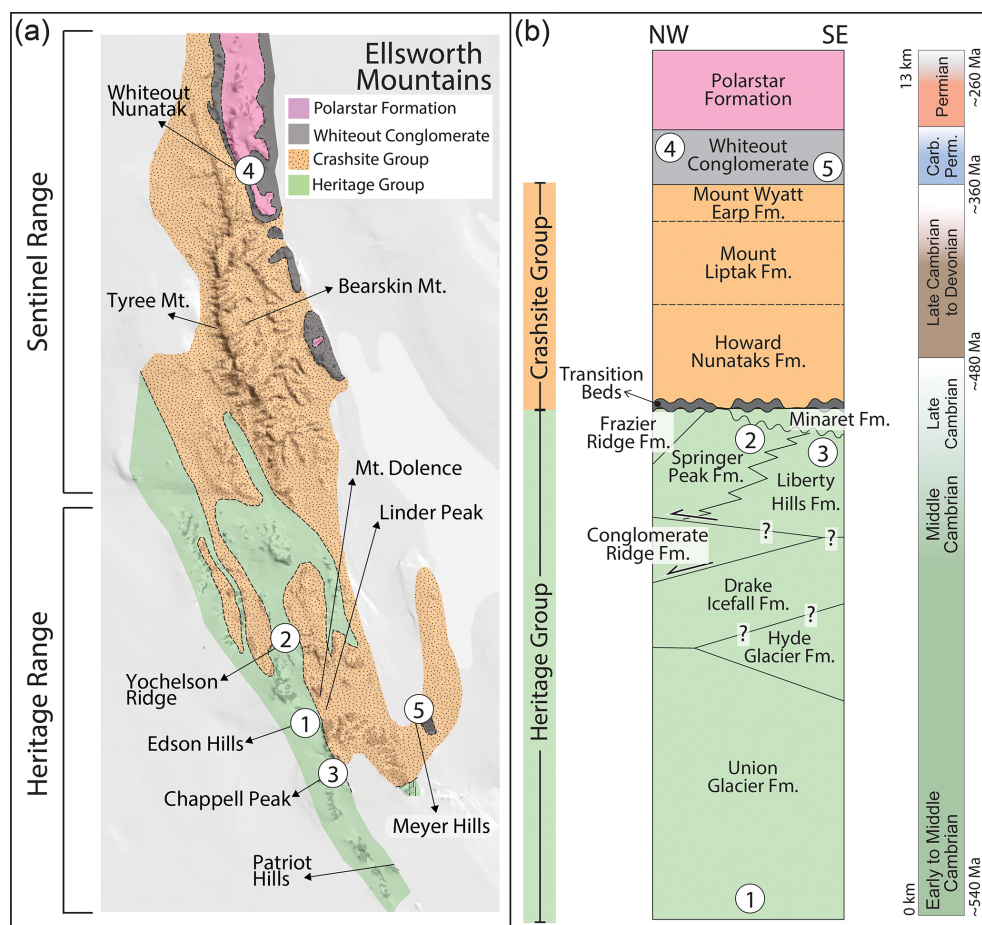 (a)
Ellsworth
Mountains
Polarstar Formation
Whiteout Conglomerate
Crashsite Group
Heritage Group
Sentinel Range
Heritage Range
Whiteout
Nunatak
4
Bearskin Mt.
Tyree Mt.
Mt. Dolence
Linder Peak
2
Yochelson
Ridge
5
1
Edson Hills
3
Chappell Peak
Meyer Hills
Patriot
Hills
(b)
NW
SE
Polarstar
Formation
4
Whiteout
Conglomerate
5
Mount Wyatt
Earp Fm.
Mount
Liptak Fm.
Howard
Nunataks Fm.
Crashsite Group
Transition
Beds
Minaret Fm.
Frazier
Ridge Fm.
2
3
Springer
Peak Fm.
Liberty
Hills Fm.
?
?
Conglomerate
Ridge Fm.
Drake
Icefall Fm.
?
?
Hyde
Glacier Fm.
Heritage Group
Union
Glacier Fm.
1
13 km
Permian
~260 Ma
Carb.
Perm.
~360 Ma
Late Cambrian
to Devonian
~480 Ma
Late
Cambrian
Middle
Cambrian
Early to Middle
Cambrian
0 km
~540 Ma